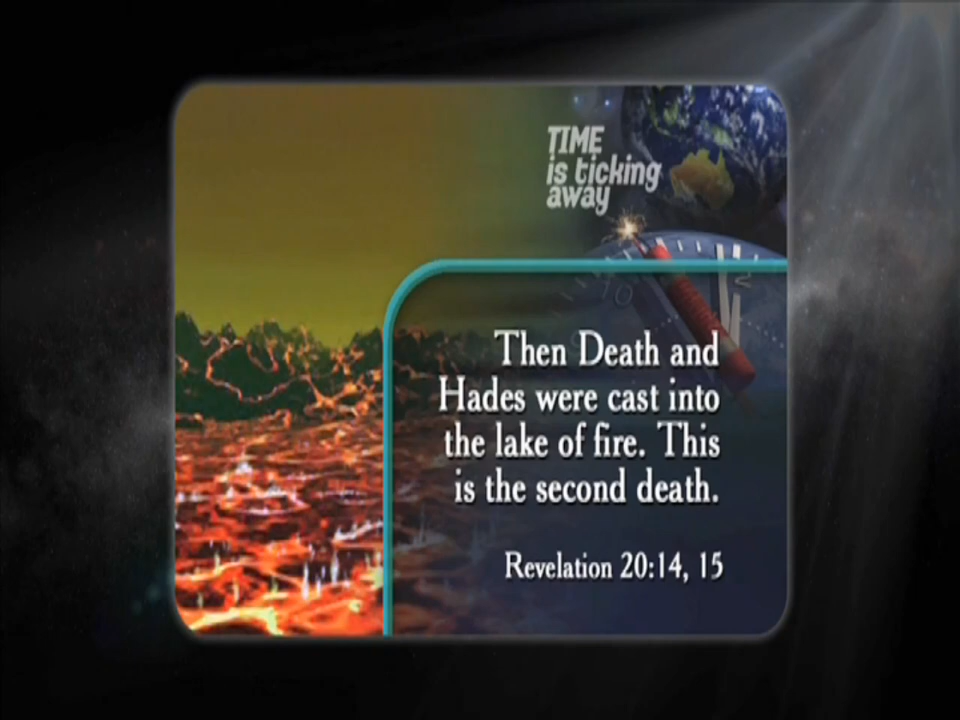 TIME
is ticking
away
Then Death and
Hades were cast into
the lake of fire. This
is the second death.
Revelation 20:14, 15